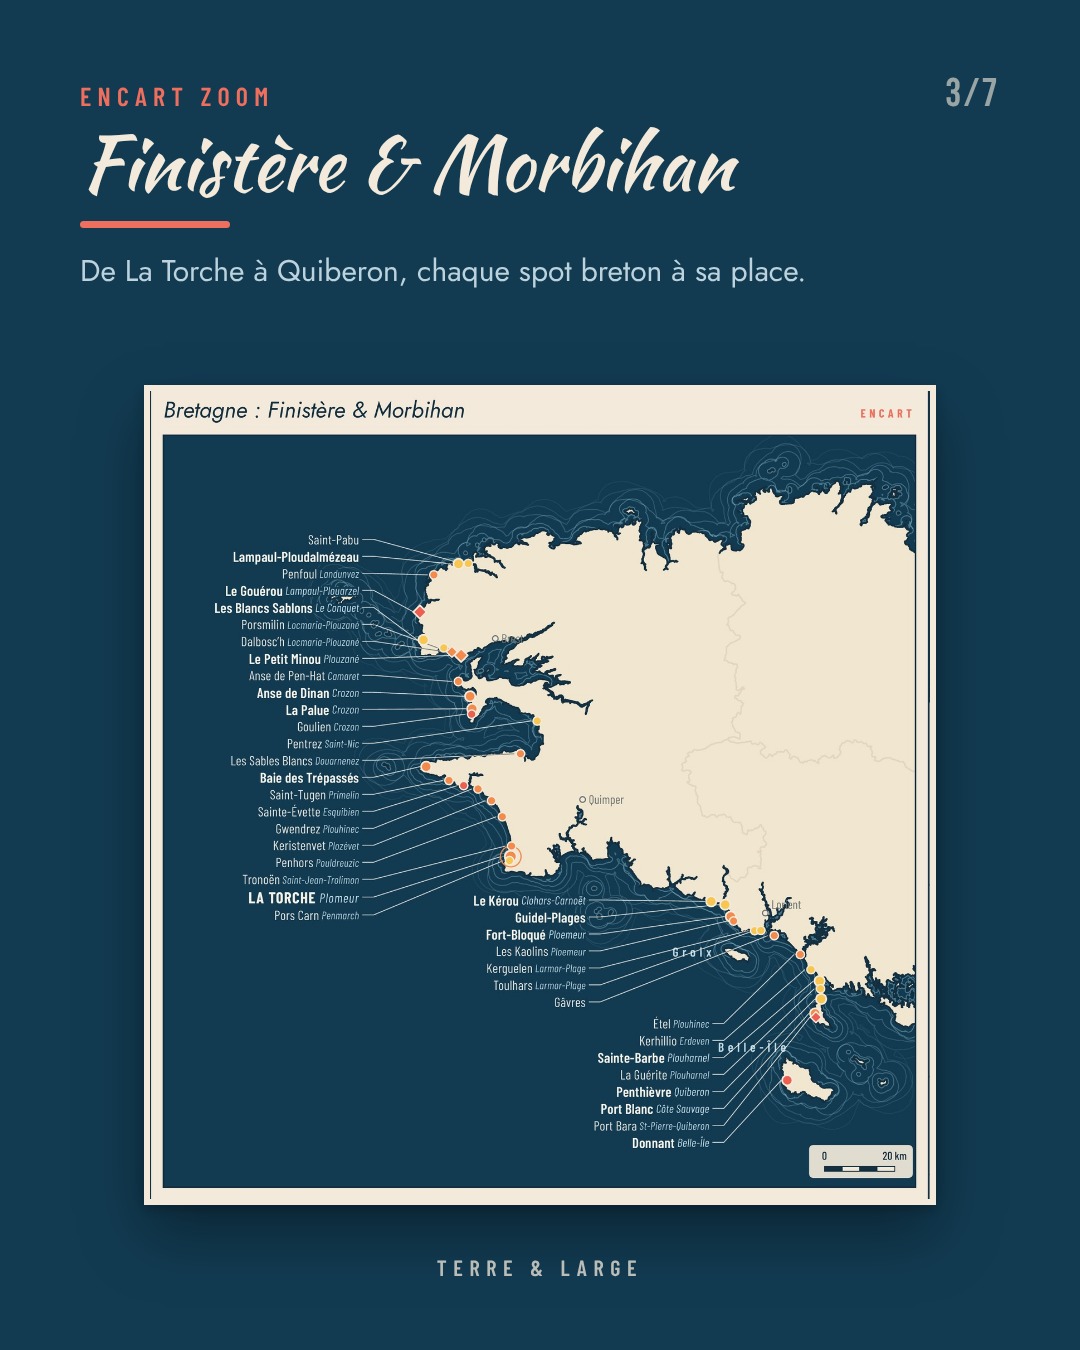 ENCART ZOOM
3/7
Finistère & Morbihan
De La Torche à Quiberon, chaque spot breton à sa place.
Bretagne : Finistère & Morbihan
ENCART
Saint-Pabu
Lampaul-Ploudalmézeau
Penfoul Landunvez
Le Gouérou Lampaul-Plouarzel
Les Blancs Sablons Le Conquet
Porsmilin Locmaria-Plouzané
Dalbosc'h Locmaria-Plouzané
Le Petit Minou Plouzané
Anse de Pen-Hat Camaret
Anse de Dinan Crozon
La Palue Crozon
Goulien Crozon
Pentrez Saint-Nic
Les Sables Blancs Douarnenez
Baie des Trépassés
Saint-Tugen Primelin
Sainte-Évette Esquibien
Gwendrez Plouhinec
Keristenvet Plozévet
Penhors Pouldreuzic
Tronoën Saint-Jean-Trolimon
LA TORCHE Plomeur
Pors Carn Penmarch
Quimper
Le Kérou Clohars-Carnoët
Guidel-Plages
Fort-Bloqué Ploemeur
Les Kaolins Ploemeur
Kerguelen Larmor-Plage
Toulhars Larmor-Plage
Gâvres
Lorient
Groix
Étel Plouhinec
Kerhillio Erdeven
Sainte-Barbe Plouharnel
La Guérite Plouharnel
Penthièvre Quiberon
Port Blanc Côte Sauvage
Port Bara St-Pierre-Quiberon
Donnant Belle-Île
Belle-Île
0 20 km
TERRE & LARGE